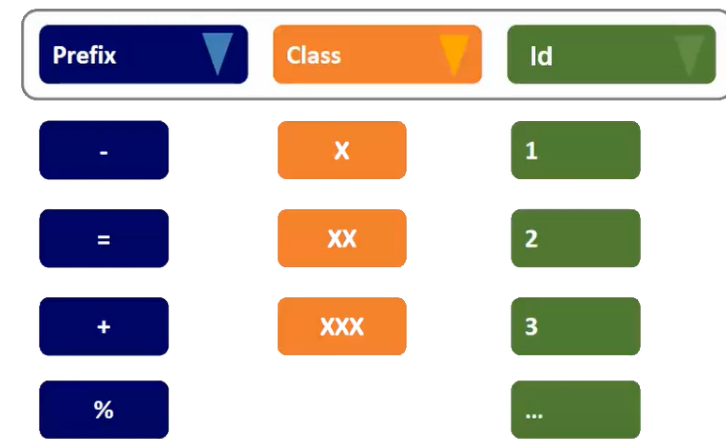 Prefix Class Id
- X 1
= XX 2
+ XXX 3
% ...